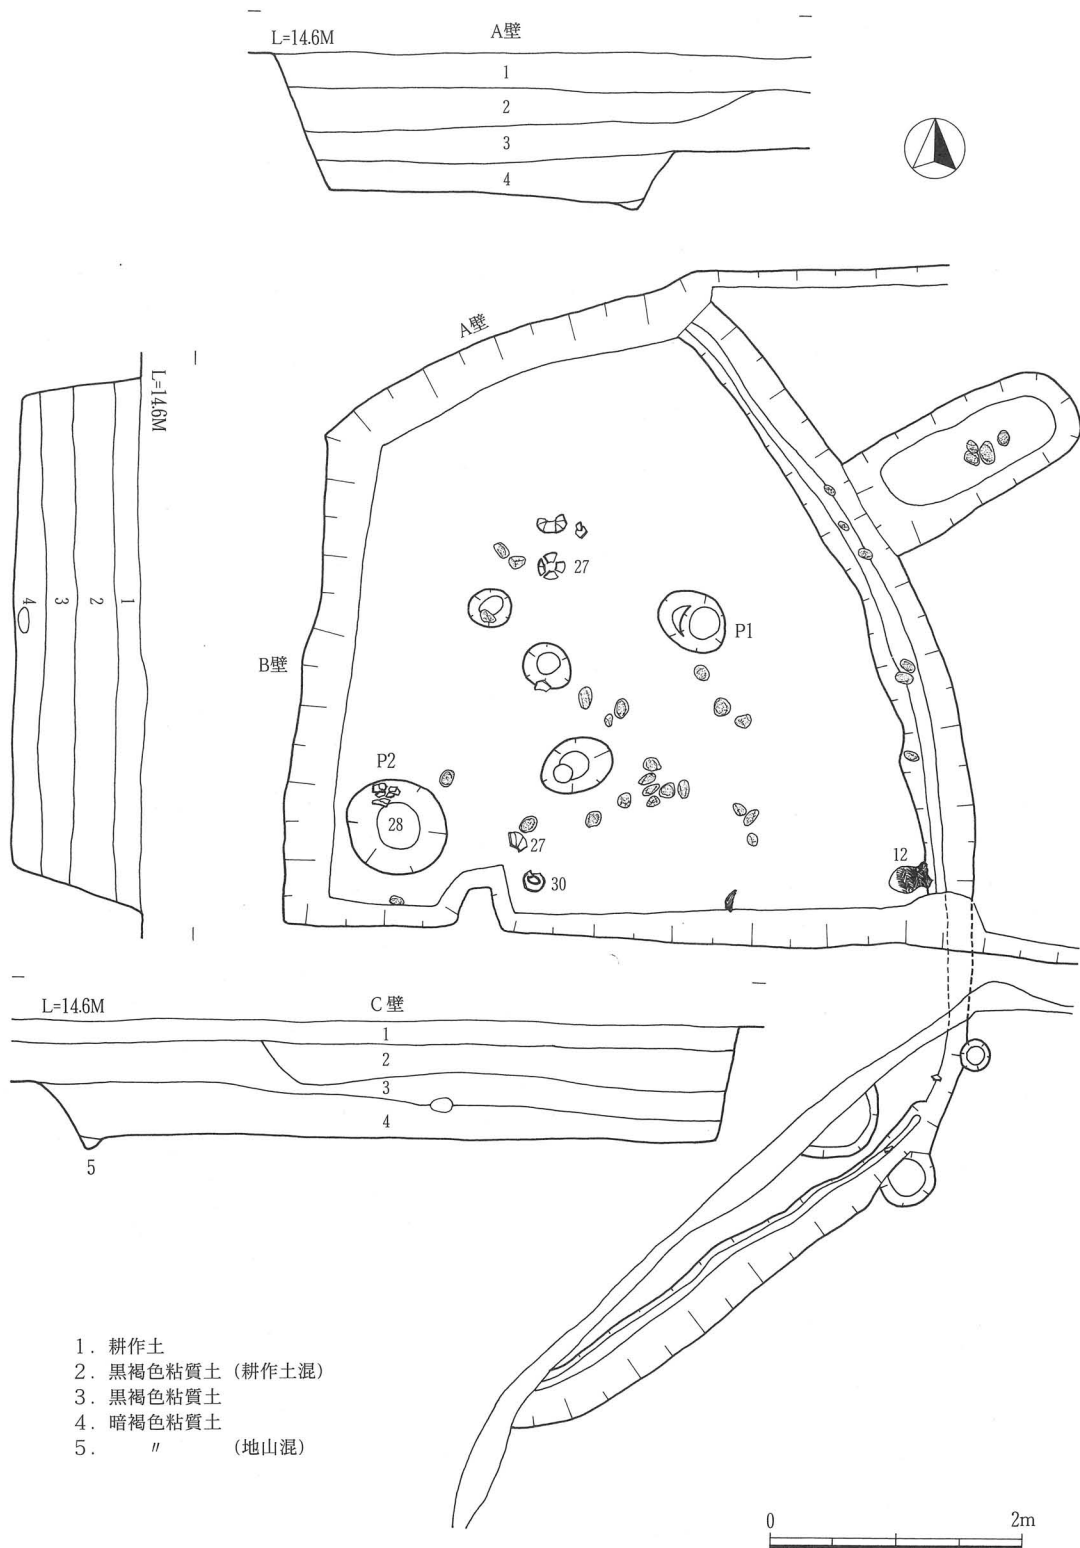 A壁
L=14.6M
1
2
3
4
A壁
L=14.6M
1
2
3
4
27
P1
B壁
P2
28
27
30
12
L=14.6M
C壁
1
2
3
4
5
1. 耕作土
2. 黒褐色粘質土 (耕作土混)
3. 黒褐色粘質土
4. 暗褐色粘質土
5. 〃 (地山混)
0 2m